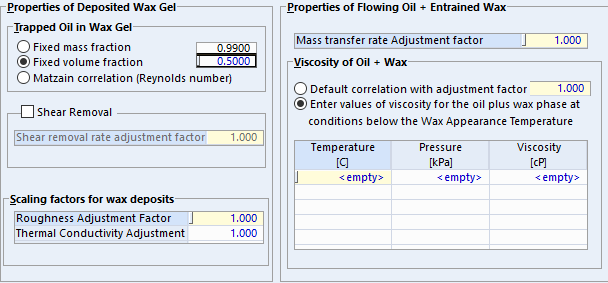 Properties of Deposited Wax Gel
Trapped Oil in Wax Gel
Fixed mass fraction 0.9900
Fixed volume fraction 0.5000
Matzain correlation (Reynolds number)
Shear Removal
Shear removal rate adjustment factor 1.000
Scaling factors for wax deposits
Roughness Adjustment Factor 1.000
Thermal Conductivity Adjustment 1.000
Properties of Flowing Oil + Entrained Wax
Mass transfer rate Adjustment factor 1.000
Viscosity of Oil + Wax
Default correlation with adjustment factor 1.000
Enter values of viscosity for the oil plus wax phase at
conditions below the Wax Appearance Temperature
Temperature Pressure Viscosity
[C] [kPa] [cP]
<empty> <empty> <empty>